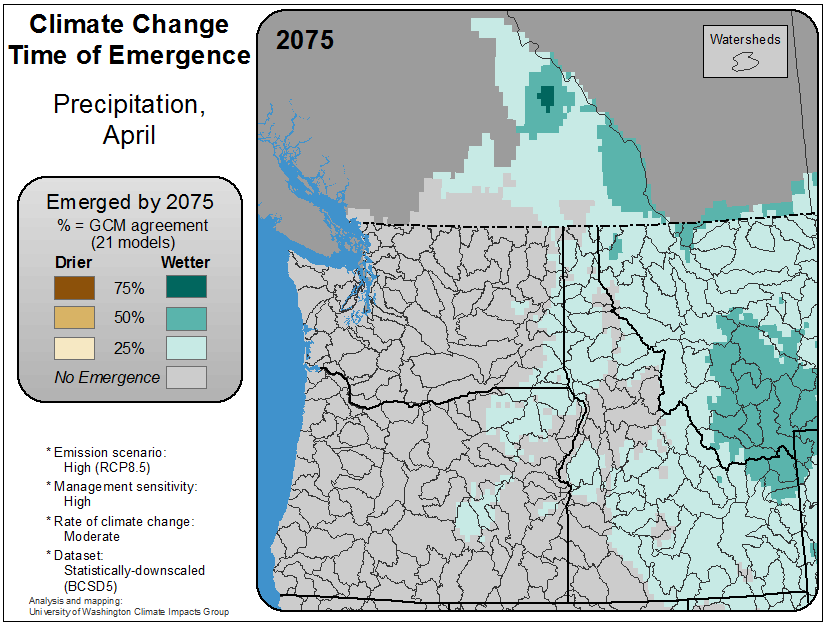 Climate Change
Time of Emergence
Precipitation,
April
Emerged by 2075
% = GCM agreement
(21 models)
Drier Wetter
75%
50%
25%
No Emergence
* Emission scenario:
High (RCP8.5)
* Management sensitivity:
High
* Rate of climate change:
Moderate
* Dataset:
Statistically-downscaled
(BCSD5)
Analysis and mapping:
University of Washington Climate Impacts Group
2075
Watersheds